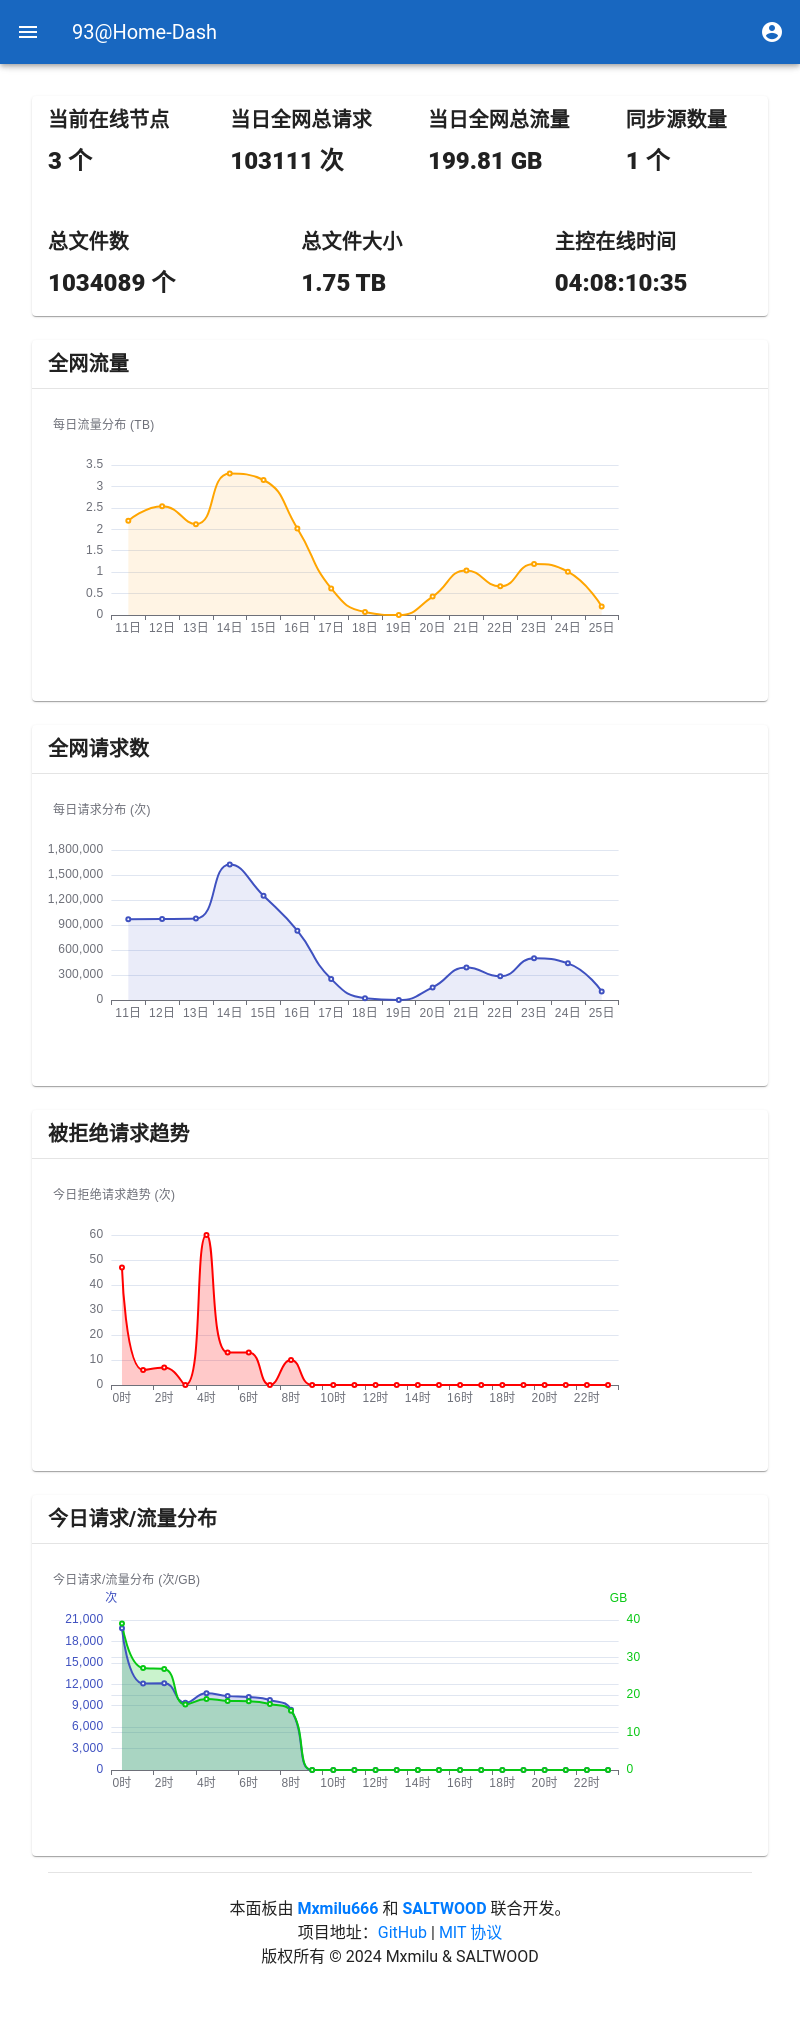 93@Home-Dash
当前在线节点 当日全网总请求 当日全网总流量 同步源数量
3 个 103111 次 199.81 GB 1 个
总文件数 总文件大小 主控在线时间
1034089 个 1.75 TB 04:08:10:35
全网流量
每日流量分布 (TB)
3.5
3
2.5
2
1.5
1
0.5
0
11日 12日 13日 14日 15日 16日 17日 18日 19日 20日 21日 22日 23日 24日 25日
全网请求数
每日请求分布 (次)
1,800,000
1,500,000
1,200,000
900,000
600,000
300,000
0
11日 12日 13日 14日 15日 16日 17日 18日 19日 20日 21日 22日 23日 24日 25日
被拒绝请求趋势
今日拒绝请求趋势 (次)
60
50
40
30
20
10
0
0时 2时 4时 6时 8时 10时 12时 14时 16时 18时 20时 22时
今日请求/流量分布
今日请求/流量分布 (次/GB)
次 GB
21,000 40
18,000
15,000 30
12,000
9,000 20
6,000 10
3,000
0 0
0时 2时 4时 6时 8时 10时 12时 14时 16时 18时 20时 22时
本面板由 Mxmilu666 和 SALTWOOD 联合开发。
项目地址：GitHub | MIT 协议
版权所有 © 2024 Mxmilu & SALTWOOD